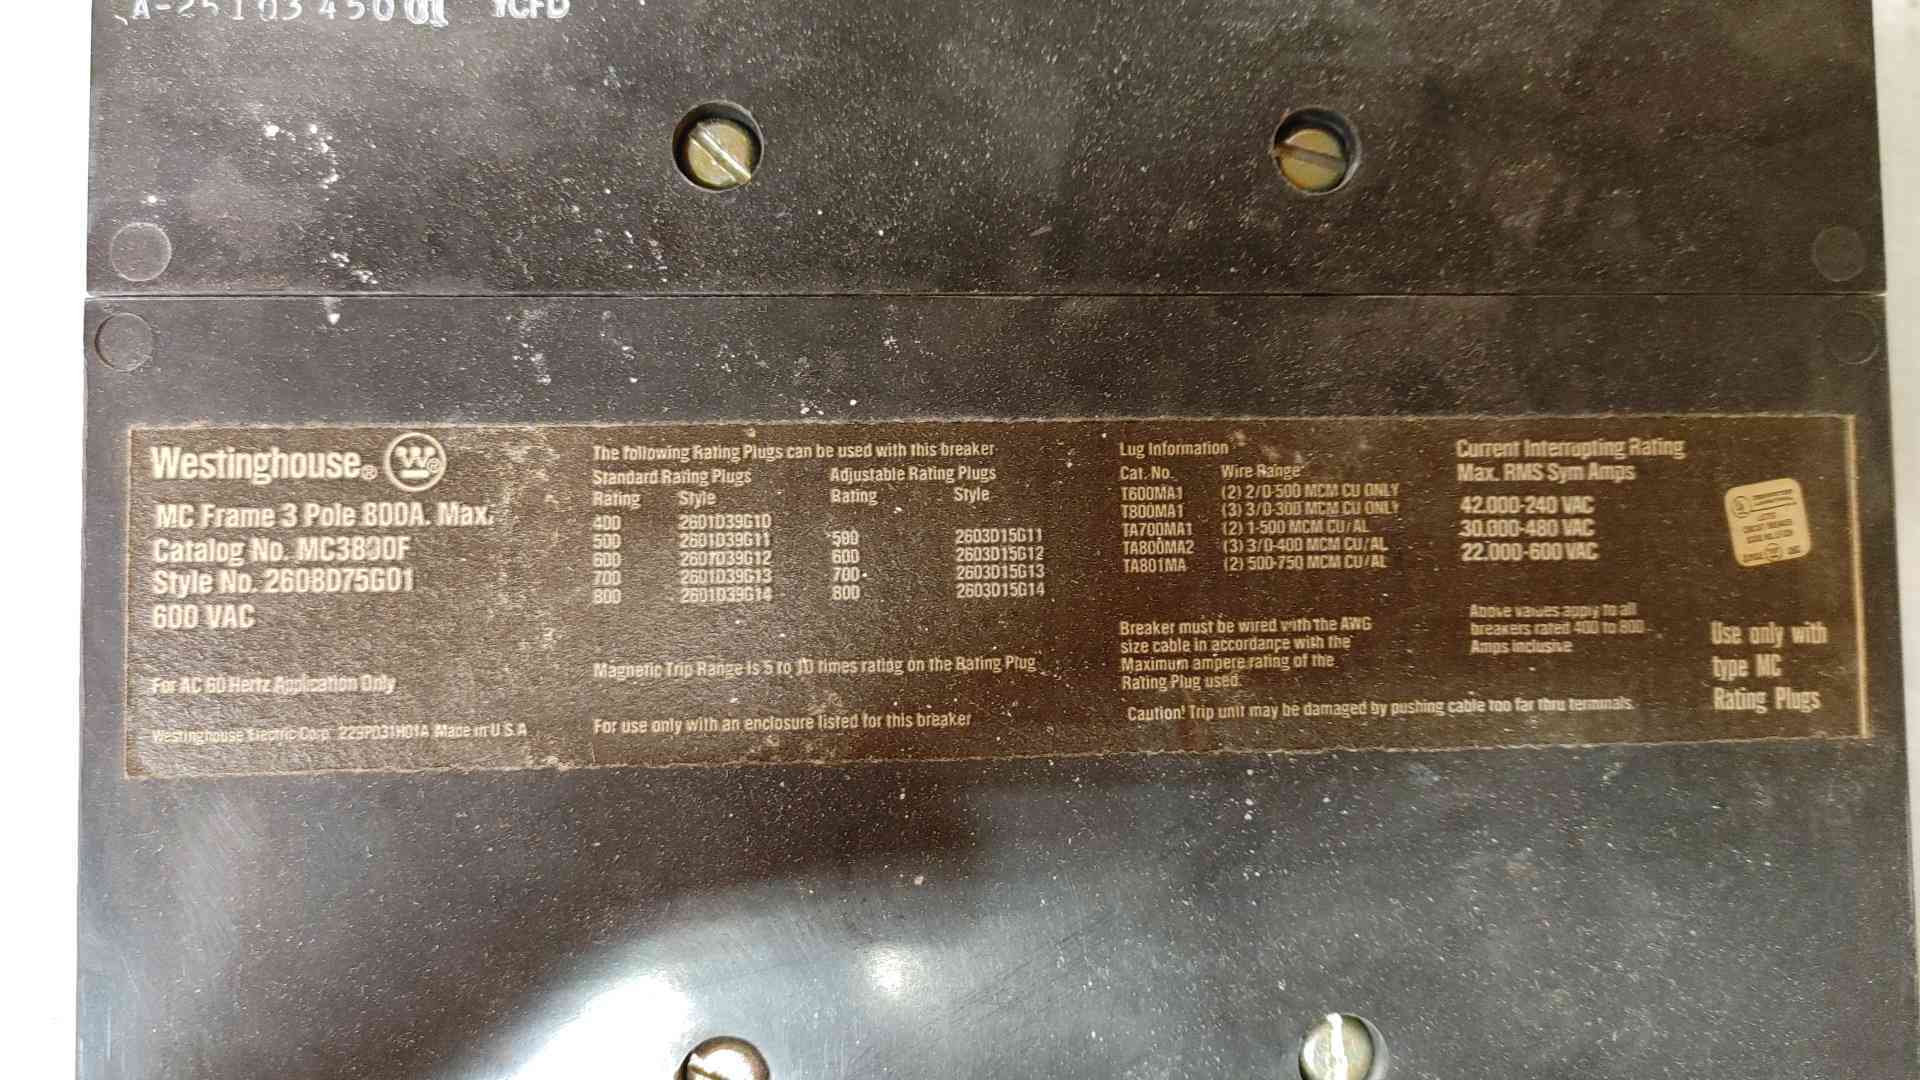 A-25103450 YCFD
Westinghouse®
MC Frame 3 Pole 800A. Max.
Catalog No. MC3800F
Style No. 2608D75G01
600 VAC
For AC 60 Hertz Application Only
Westinghouse Electric Corp. 229P031H01A Made in U S A
The following Rating Plugs can be used with this breaker
Standard Rating Plugs Adjustable Rating Plugs
Rating Style Rating Style
400 2601D39G10
500 2601D39G11 500 2603D15G11
600 2601D39G12 600 2603D15G12
700 2601D39G13 700 2603D15G13
800 2601D39G14 800 2603D15G14
Magnetic Trip Range is 5 to 10 times rating on the Rating Plug
For use only with an enclosure listed for this breaker
Lug Information
Cat. No. Wire Range
T600MA1 (2) 2/0-500 MCM CU ONLY
T800MA1 (3) 3/0-300 MCM CU ONLY
TA700MA1 (2) 1-500 MCM CU/AL
TA800MA2 (3) 3/0-400 MCM CU/AL
TA801MA (2) 500-750 MCM CU/AL
Breaker must be wired with the AWG
size cable in accordance with the
Maximum ampere rating of the
Rating Plug used.
Caution! Trip unit may be damaged by pushing cable too far thru terminals.
Current Interrupting Rating
Max. RMS Sym Amps
42.000-240 VAC
30.000-480 VAC
22.000-600 VAC
Above values apply to all
breakers rated 400 to 800
Amps inclusive
Use only with
type MC
Rating Plugs